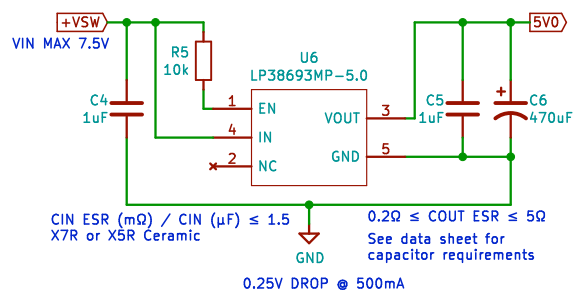 +VSW
5V0
VIN MAX 7.5V
R5
10k
U6
LP38693MP-5.0
C4
1uF
1
EN
4
IN
2
NC
VOUT
3
GND
5
C5
1uF
C6
470uF
CIN ESR (mΩ) / CIN (µF) ≤ 1.5
X7R or X5R Ceramic
0.2Ω ≤ COUT ESR ≤ 5Ω
See data sheet for
capacitor requirements
GND
0.25V DROP @ 500mA